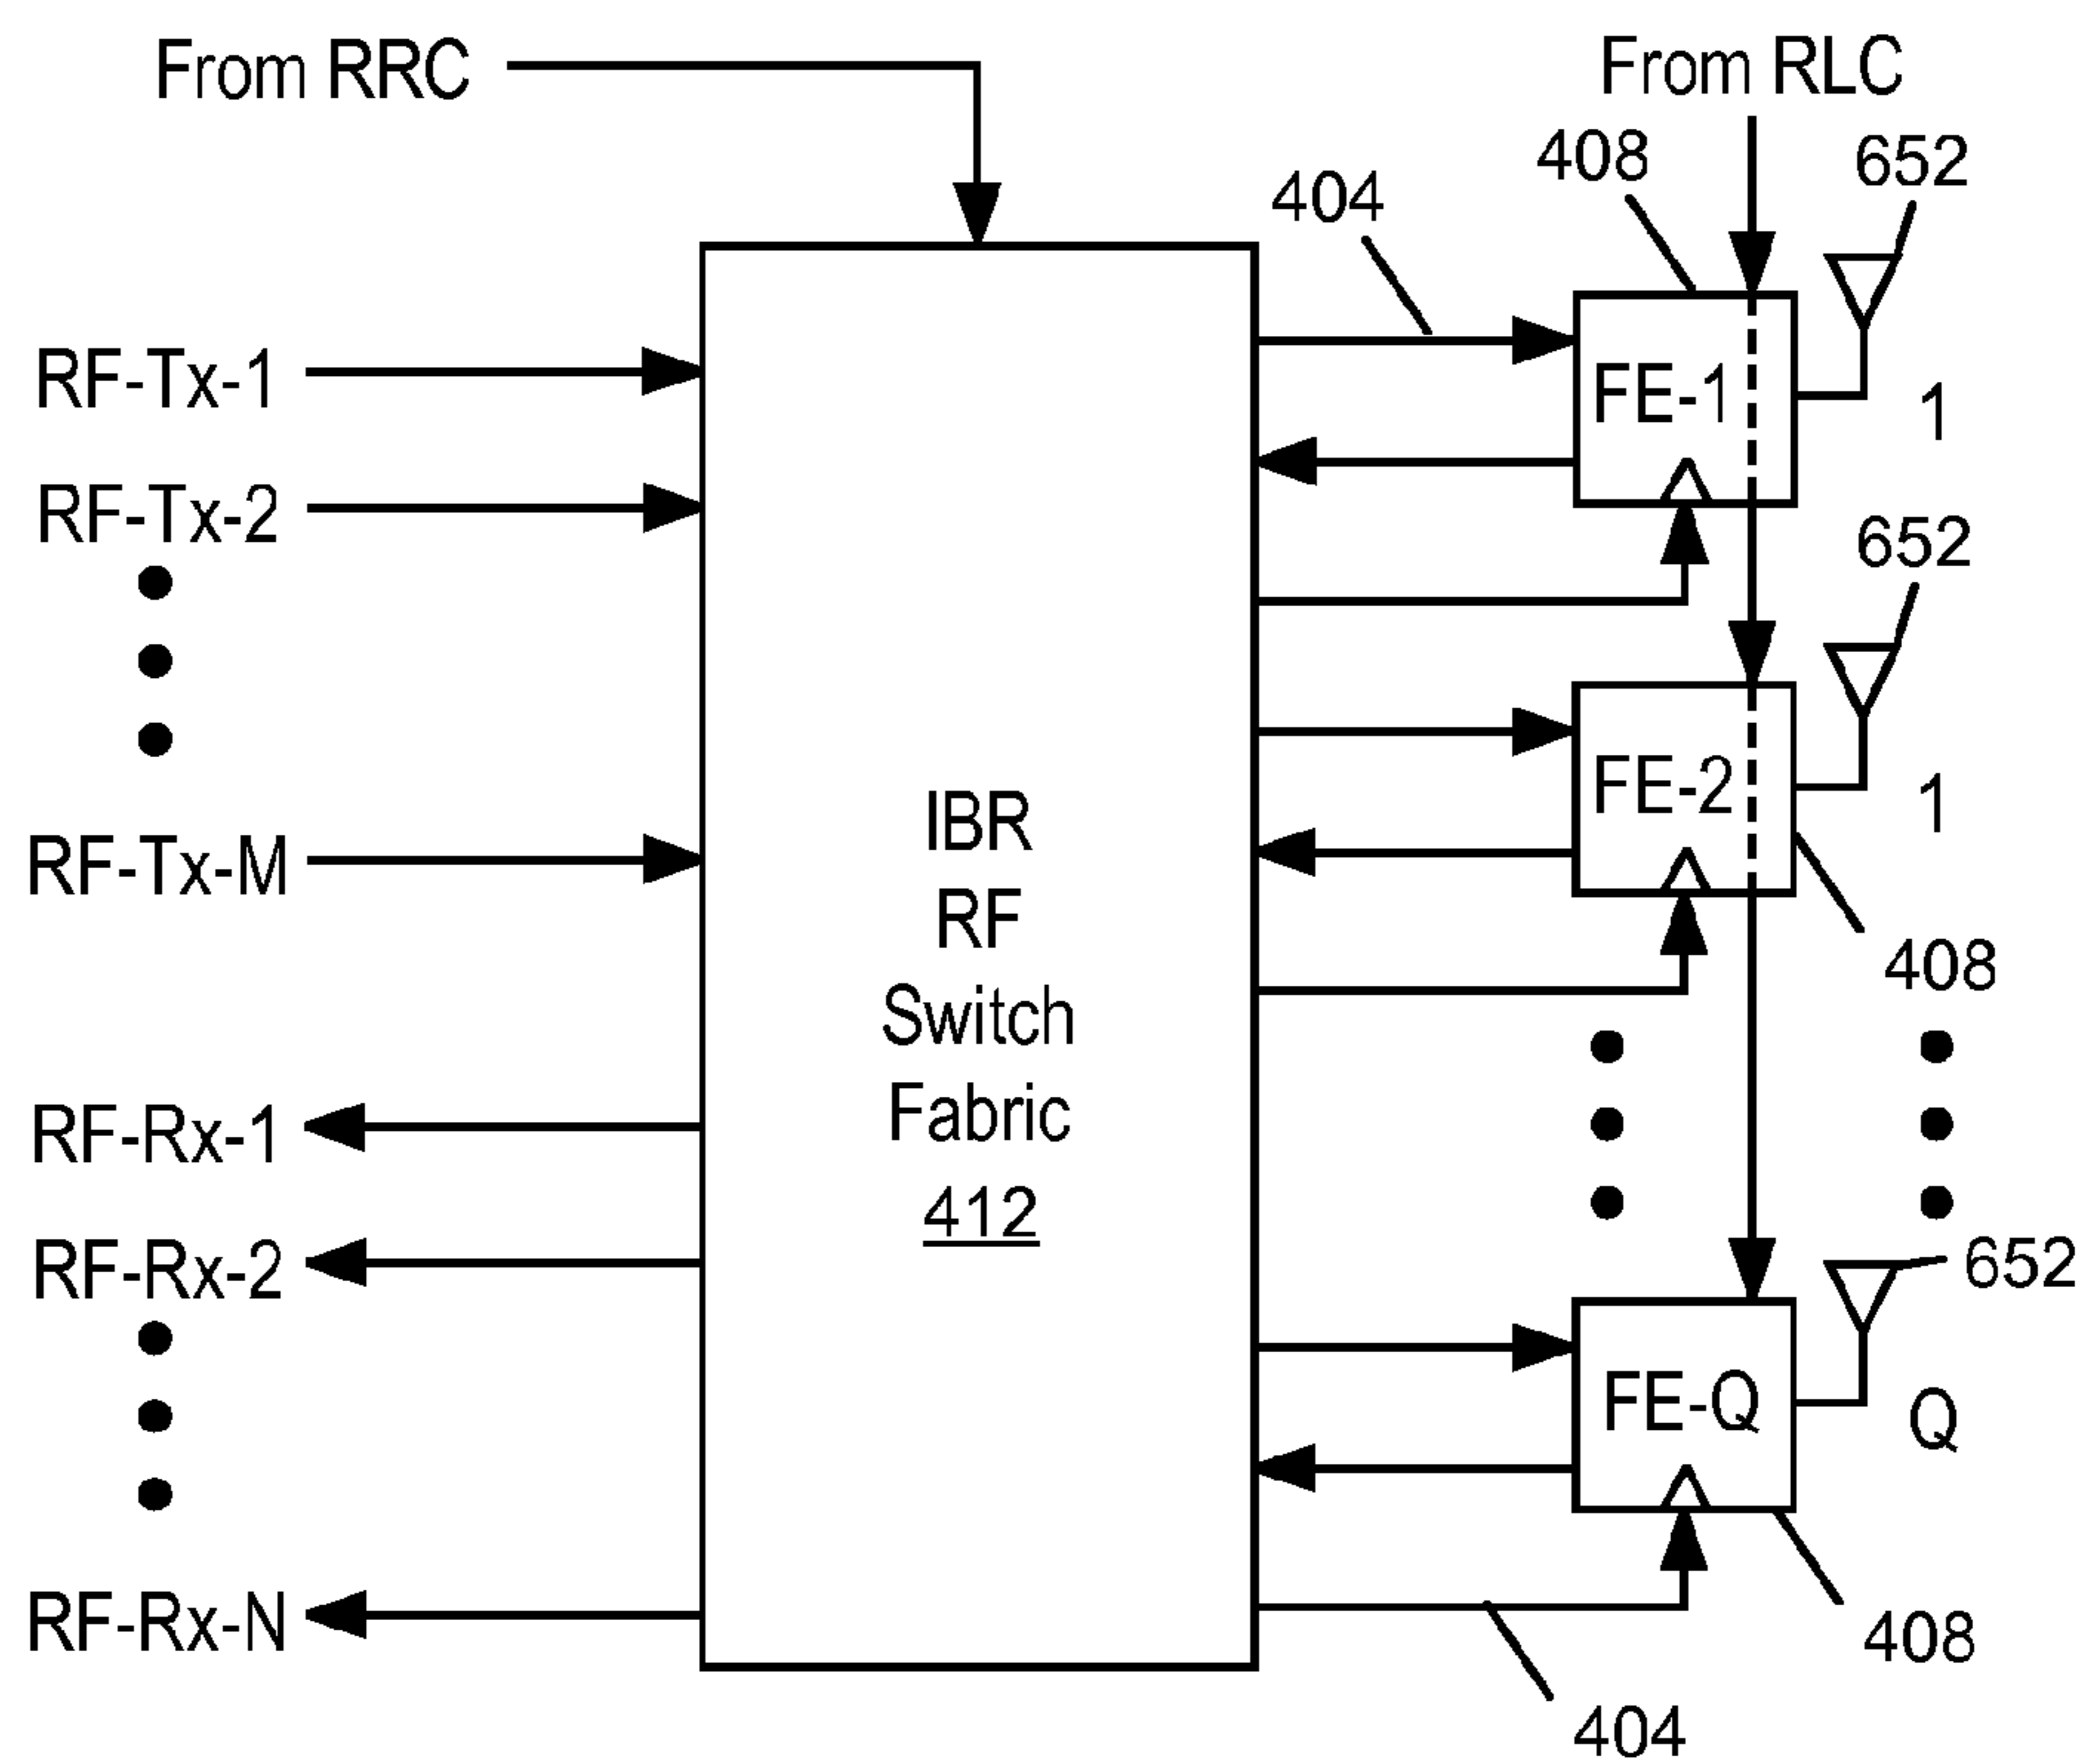 From RRC
From RLC
408
652
404
RF-Tx-1
FE-1
1
RF-Tx-2
652
FE-2
1
RF-Tx-M
IBR
RF
Switch
Fabric
412
408
RF-Rx-1
RF-Rx-2
652
FE-Q
Q
RF-Rx-N
408
404